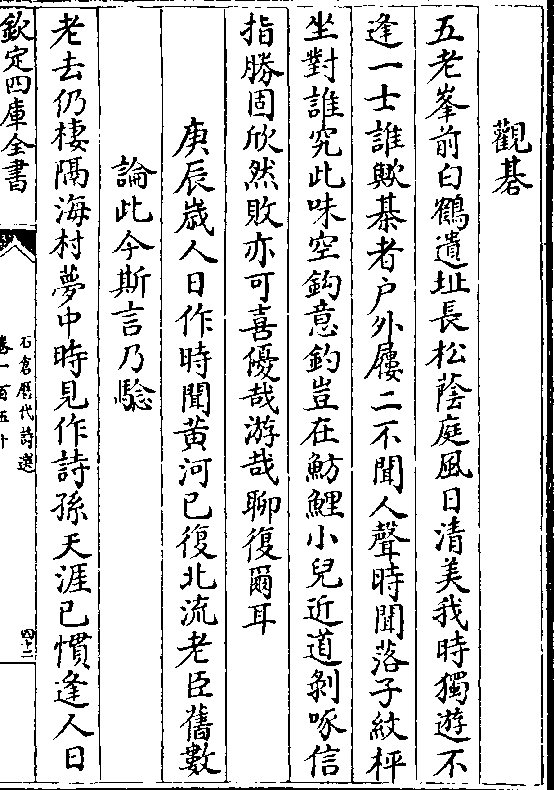 觀碁
五老峯前白鶴遺址長松蔭庭風日清美我時獨遊不
逢一士誰歟棊者户外屨二不聞人聲時聞落子紋枰
坐對誰究此味空鈎意釣豈在魴鯉小兒近道剝啄信
指勝固欣然敗亦可喜優哉游哉聊復爾耳
庚辰歲人日作時聞黄河已復北流老臣舊數
論此今斯言乃驗
老去仍棲隔海村夢中時見作詩孫天涯已慣逢人日
欽定四庫全書
石倉歷代詩選
卷一百五十
四十二